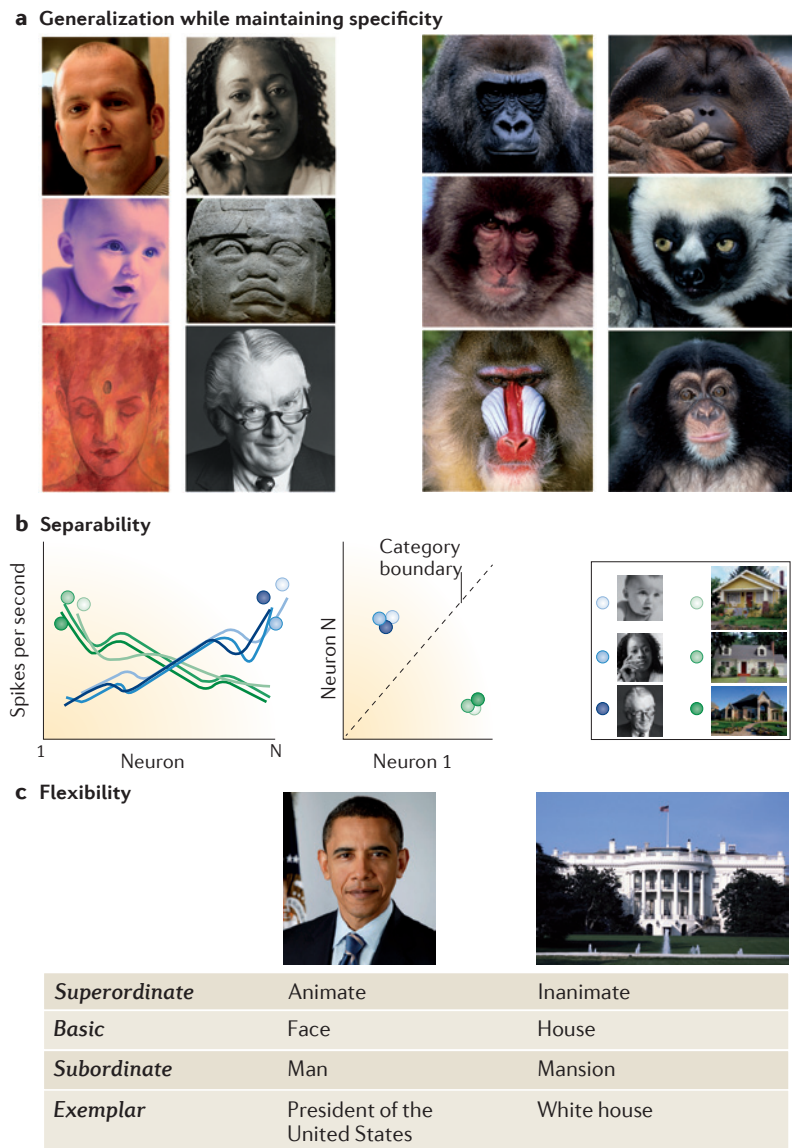 a Generalization while maintaining specificity
b Separability
Spikes per second
1
Neuron
N
Category
boundary
Neuron N
Neuron 1
c Flexibility
Superordinate Animate Inanimate
Basic Face House
Subordinate Man Mansion
Exemplar President of the White house
United States